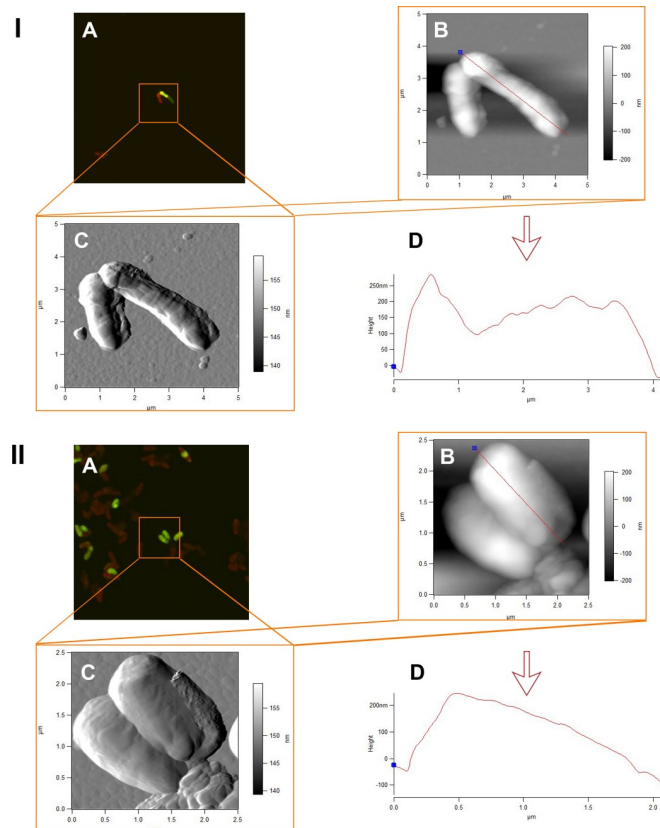 I
A
B
5
4
3
2
1
0
µm
0 1 2 3 4 5
µm
200
100
0
-100
-200
nm
C
5
4
3
2
1
0
µm
0 1 2 3 4 5
µm
155
150
145
140
nm
D
250nm
200
150
100
50
0
Height
0 1 2 3 4
µm
II
A
B
2.5
2.0
1.5
1.0
0.5
0.0
µm
0.0 0.5 1.0 1.5 2.0 2.5
µm
200
100
0
-100
-200
nm
C
2.5
2.0
1.5
1.0
0.5
0.0
µm
0.0 0.5 1.0 1.5 2.0 2.5
µm
155
150
145
140
nm
D
200nm
100
0
-100
Height
0.0 0.5 1.0 1.5 2.0
µm